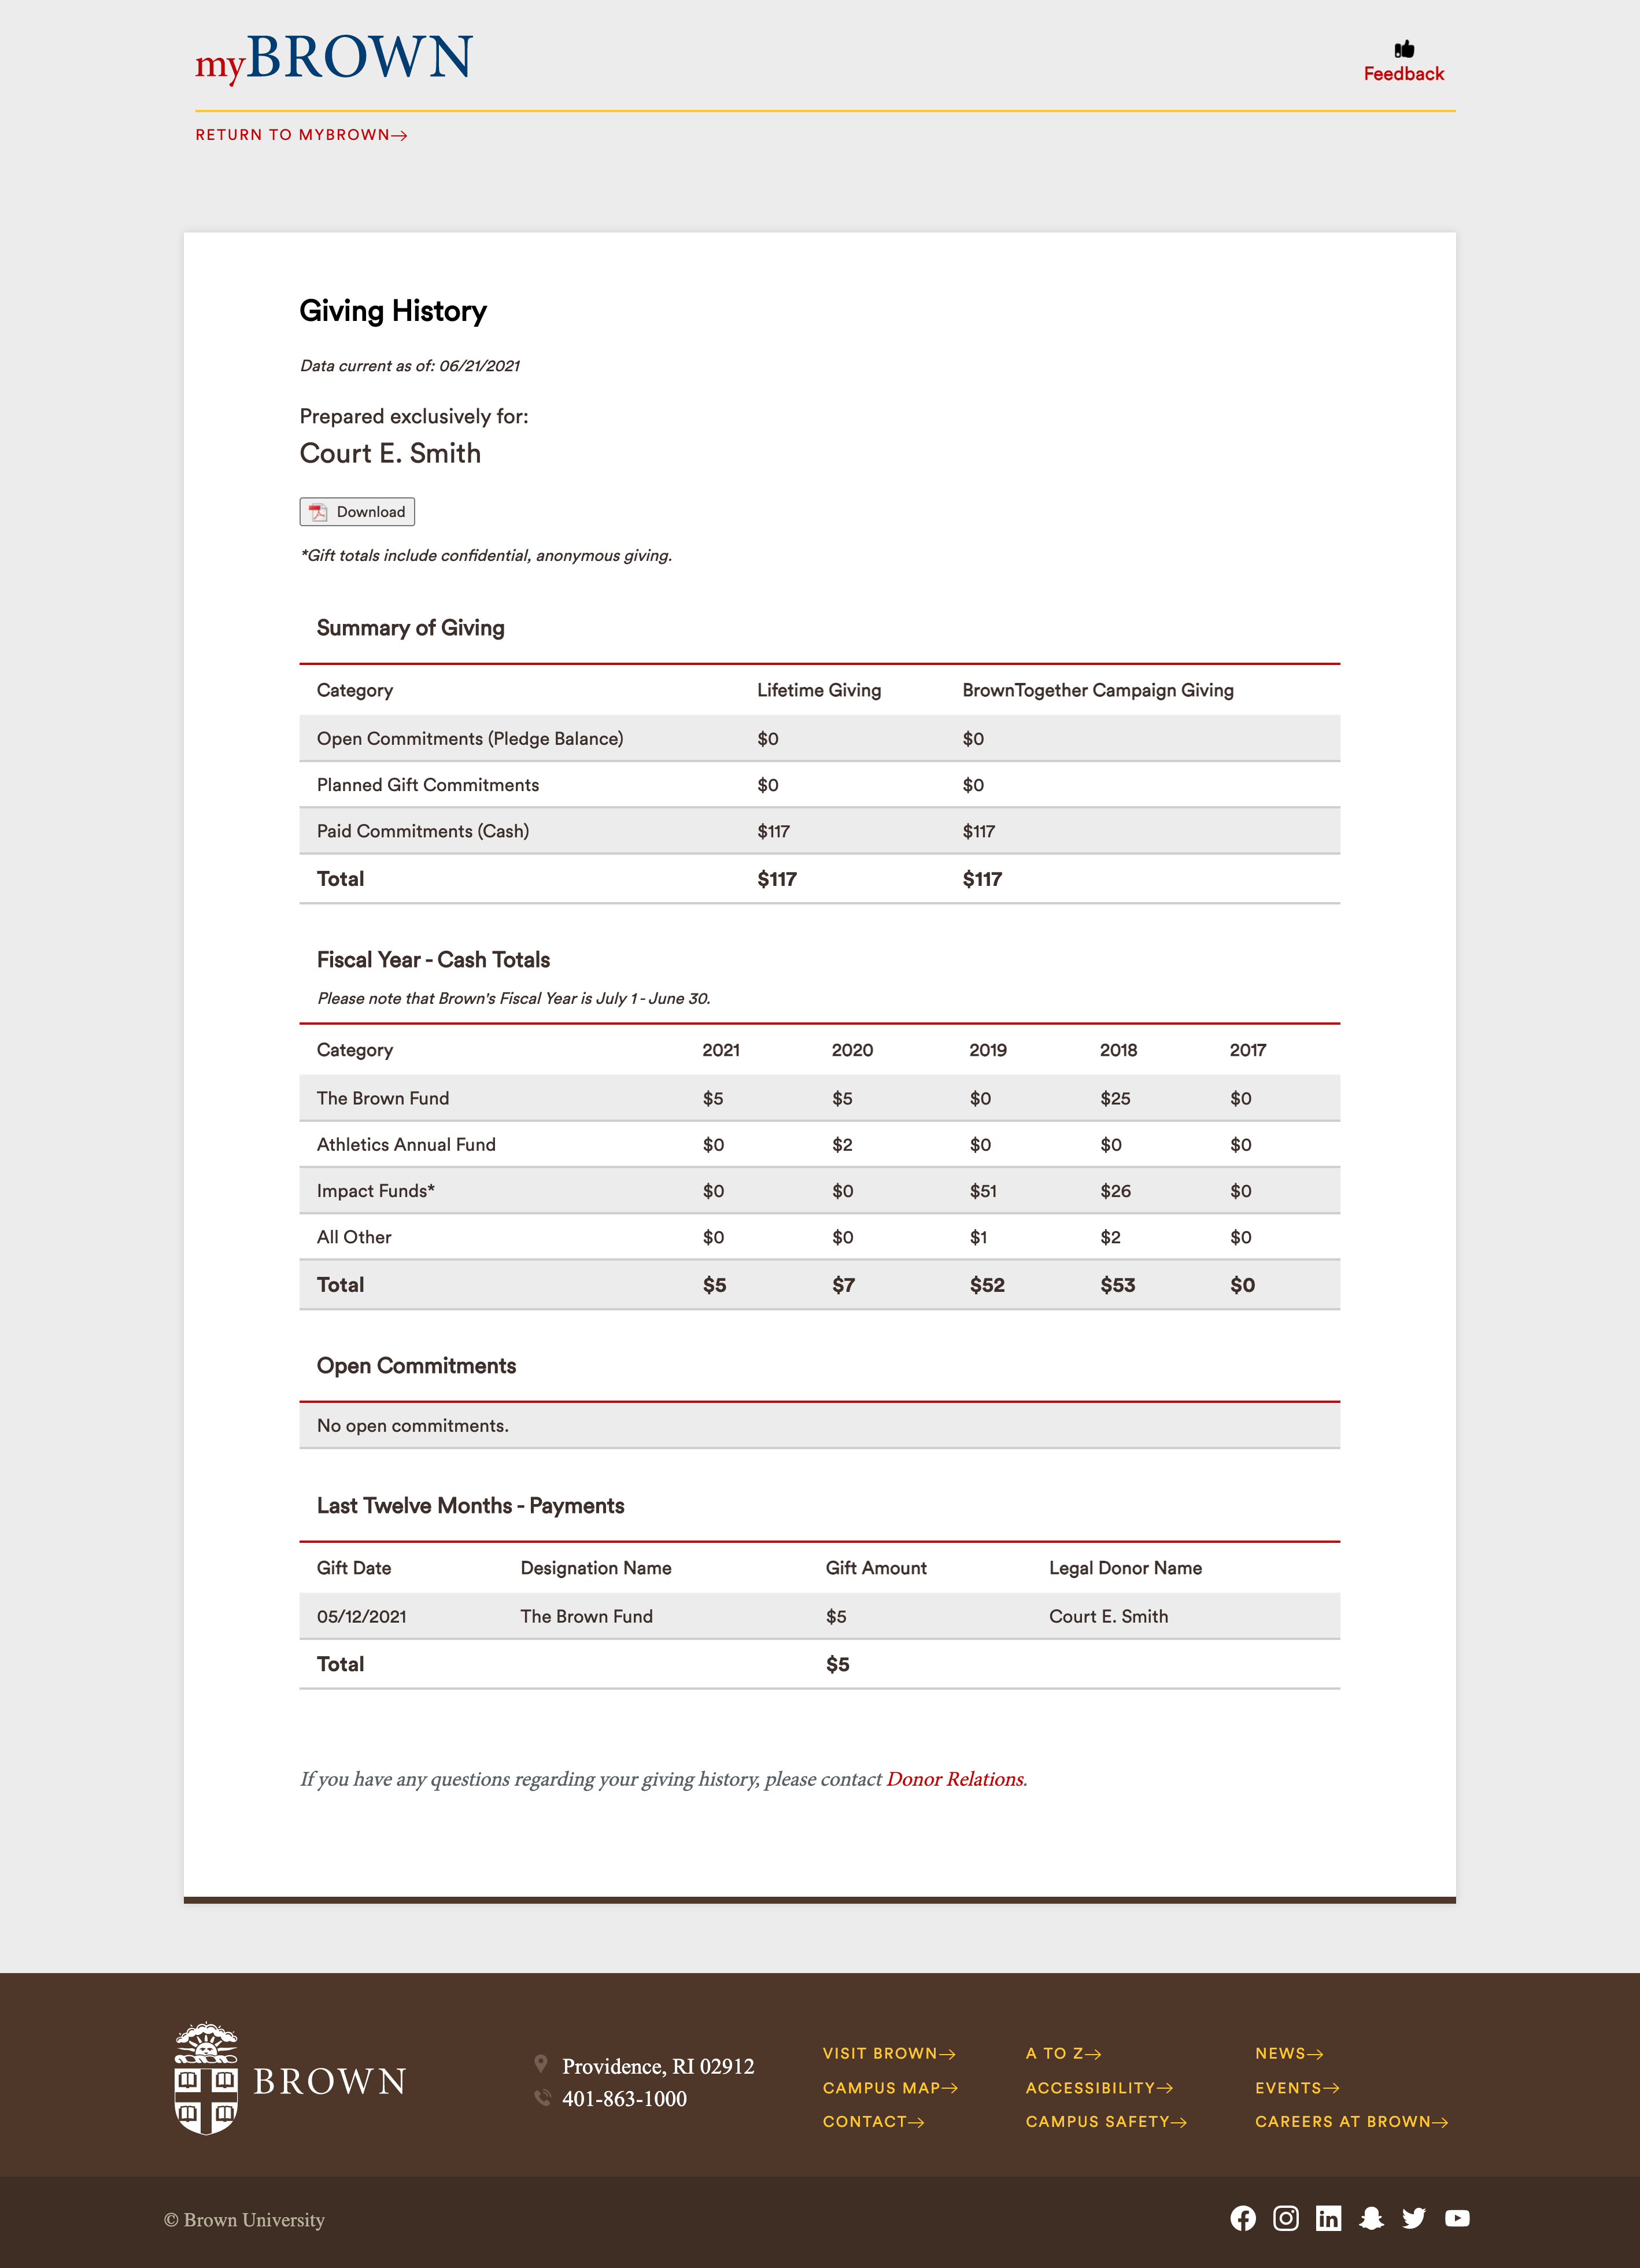 myBROWN
Feedback
RETURN TO MYBROWN→
Giving History
Data current as of: 06/21/2021
Prepared exclusively for:
Court E. Smith
Download
*Gift totals include confidential, anonymous giving.
Summary of Giving
Category Lifetime Giving BrownTogether Campaign Giving
Open Commitments (Pledge Balance) $0 $0
Planned Gift Commitments $0 $0
Paid Commitments (Cash) $117 $117
Total $117 $117
Fiscal Year - Cash Totals
Please note that Brown's Fiscal Year is July 1 - June 30.
Category 2021 2020 2019 2018 2017
The Brown Fund $5 $5 $0 $25 $0
Athletics Annual Fund $0 $2 $0 $0 $0
Impact Funds* $0 $0 $51 $26 $0
All Other $0 $0 $1 $2 $0
Total $5 $7 $52 $53 $0
Open Commitments
No open commitments.
Last Twelve Months - Payments
Gift Date Designation Name Gift Amount Legal Donor Name
05/12/2021 The Brown Fund $5 Court E. Smith
Total $5
If you have any questions regarding your giving history, please contact Donor Relations.
BROWN
Providence, RI 02912
401-863-1000
VISIT BROWN→ A TO Z→ NEWS→
CAMPUS MAP→ ACCESSIBILITY→ EVENTS→
CONTACT→ CAMPUS SAFETY→ CAREERS AT BROWN→
© Brown University